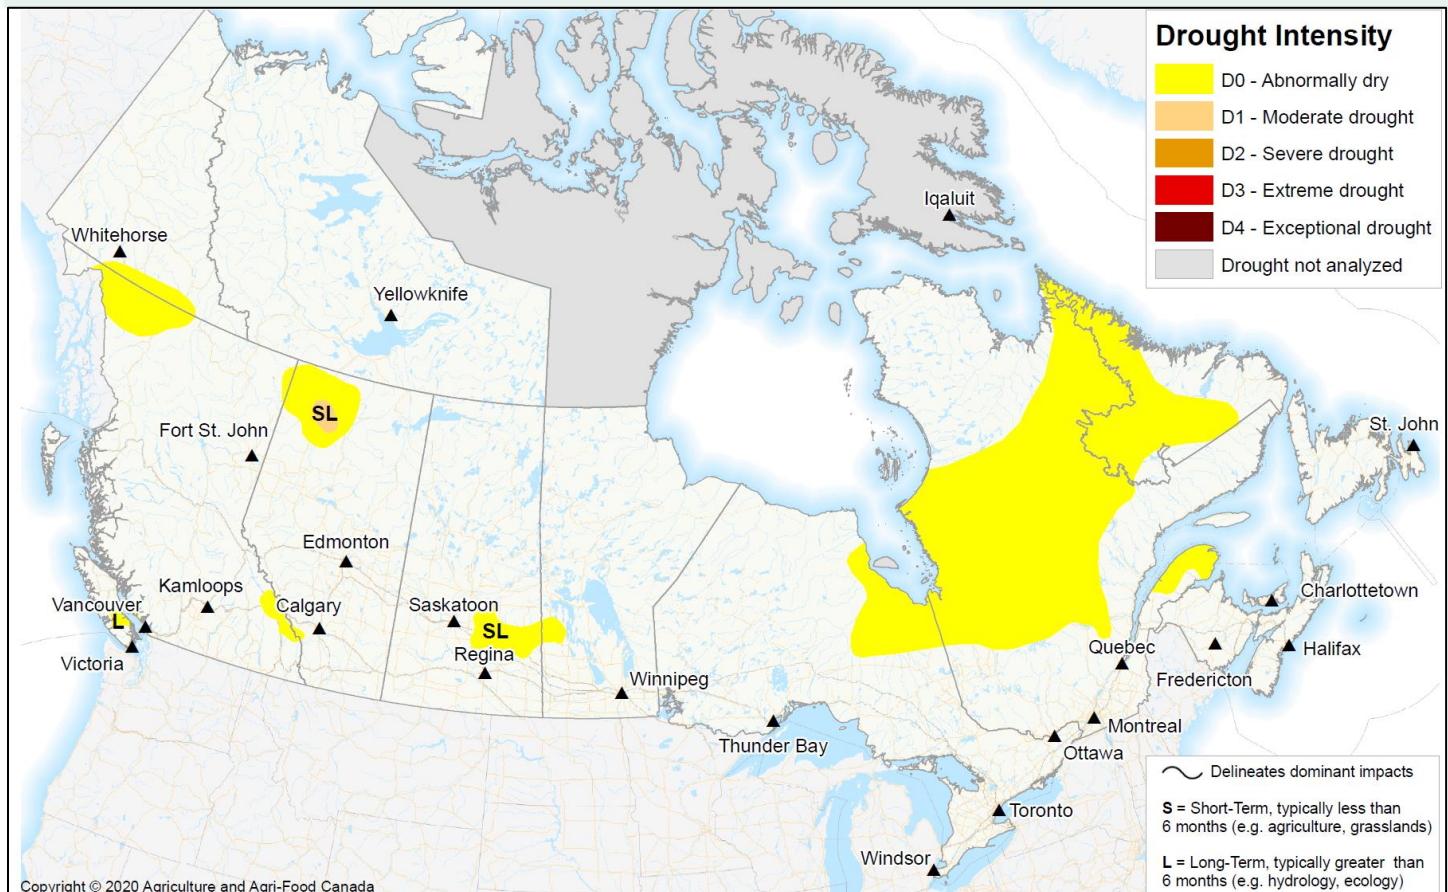 Drought Intensity
D0 - Abnormally dry
D1 - Moderate drought
D2 - Severe drought
D3 - Extreme drought
D4 - Exceptional drought
Drought not analyzed
Iqaluit
Whitehorse
Yellowknife
SL
Fort St. John
St. John
Edmonton
Kamloops
Calgary
Saskatoon
Vancouver
L
SL
Charlottetown
Victoria
Regina
Quebec
Halifax
Winnipeg
Fredericton
Thunder Bay
Montreal
Ottawa
Delineates dominant impacts
S = Short-Term, typically less than
6 months (e.g. agriculture, grasslands)
Toronto
Windsor
L = Long-Term, typically greater than
6 months (e.g. hydrology, ecology)
Copyright © 2020 Agriculture and Agri-Food Canada